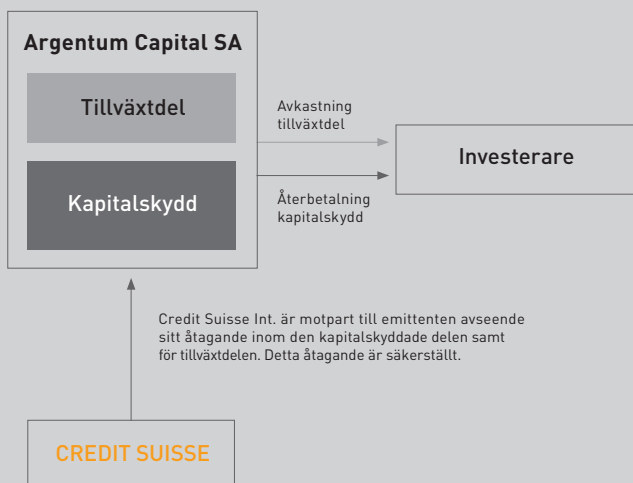 Argentum Capital SA
Tillväxtdel
Kapitalskydd
Avkastning
tillväxtdel
Återbetalning
kapitalskydd
Investerare
Credit Suisse Int. är motpart till emittenten avseende
sitt åtagande inom den kapitalskyddade delen samt
för tillväxtdelen. Detta åtagande är säkerställt.
CREDIT SUISSE